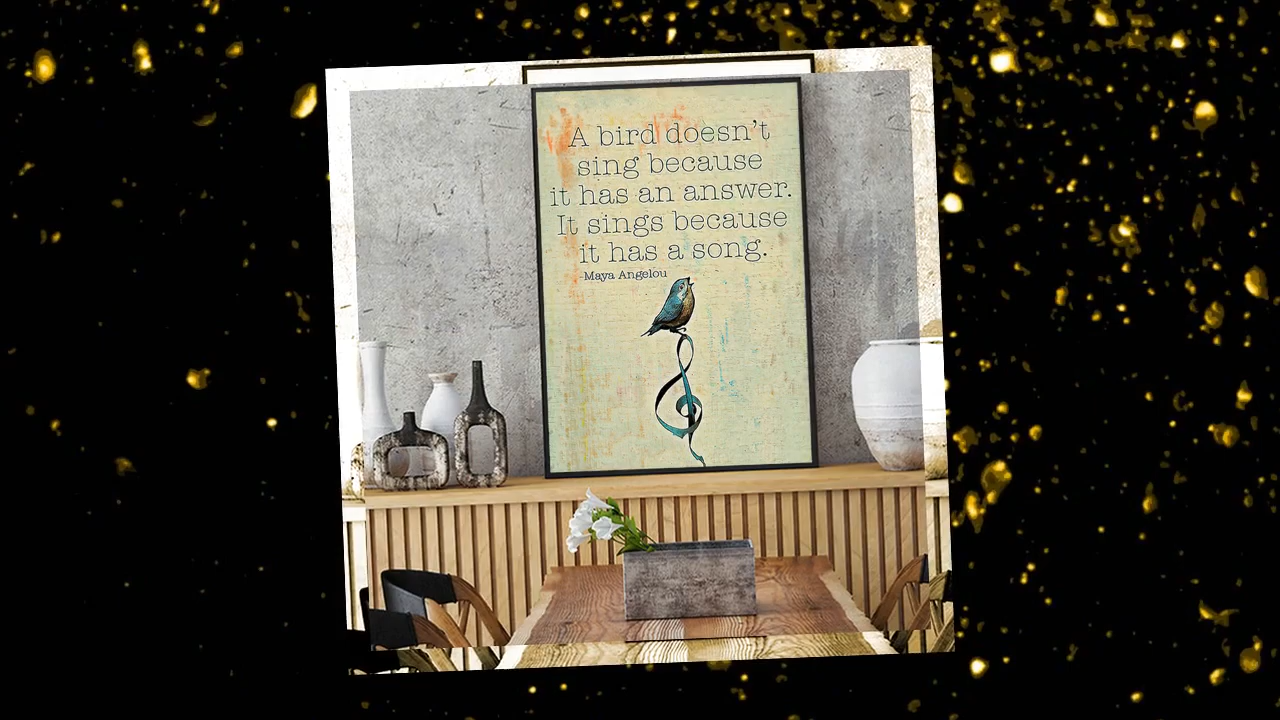 A bird doesn't
sing because
it has an answer.
It sings because
it has a song.
Maya Angelou